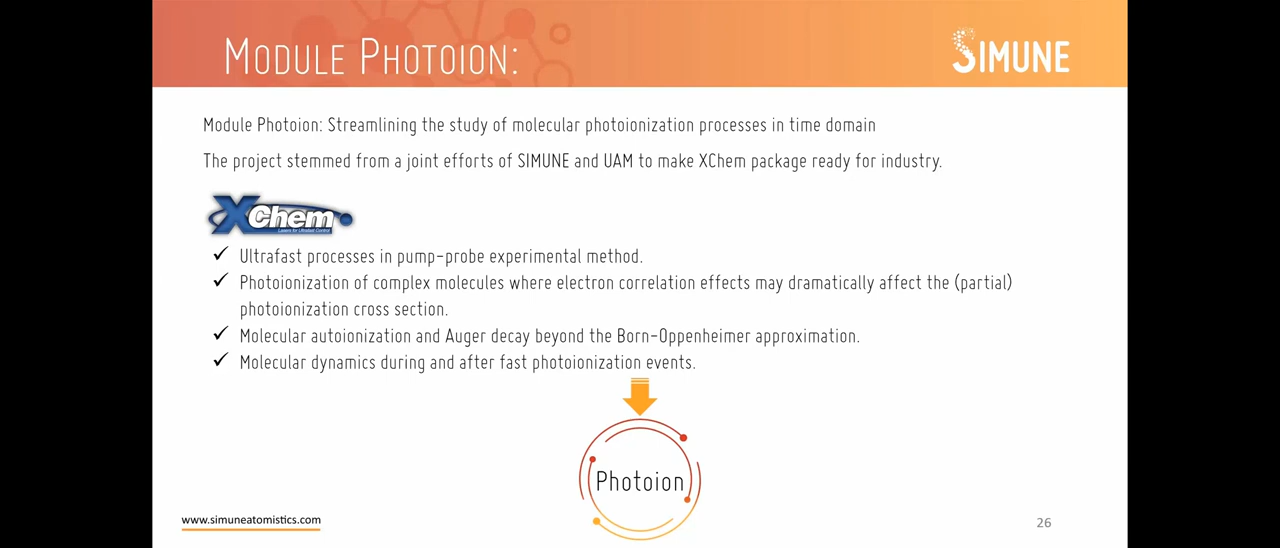 MODULE PHOTOION:
SIMUNE
Module Photoion: Streamlining the study of molecular photoionization processes in time domain
The project stemmed from a joint efforts of SIMUNE and UAM to make XChem package ready for industry.
XChem
Lasers for Ultrafast Control
✓ Ultrafast processes in pump-probe experimental method.
✓ Photoionization of complex molecules where electron correlation effects may dramatically affect the (partial)
photoionization cross section.
✓ Molecular autoionization and Auger decay beyond the Born-Oppenheimer approximation.
✓ Molecular dynamics during and after fast photoionization events.
Photoion
www.simuneatomistics.com
26